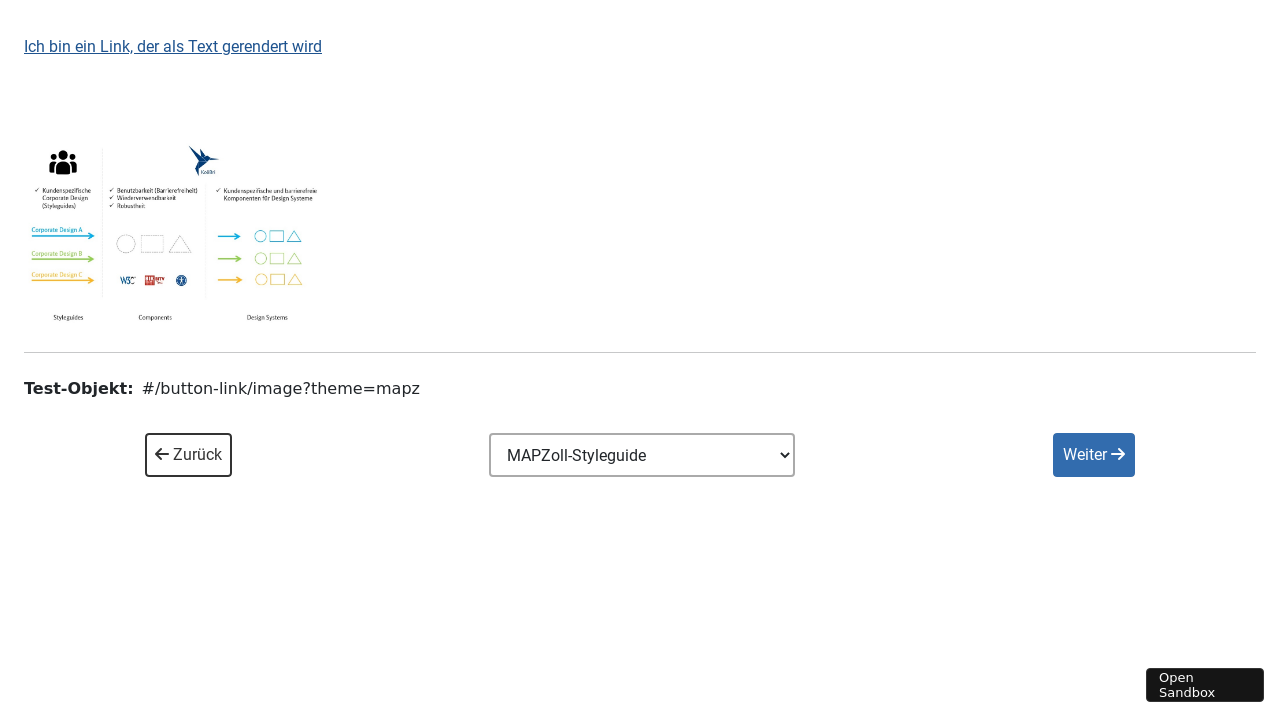 Ich bin ein Link, der als Text gerendert wird
KoliBri
✓ Kundenspezifische
Corporate Design
(Styleguides)
✓ Benutzbarkeit (Barrierefreiheit)
✓ Wiederverwendbarkeit
✓ Robustheit
✓ Kundenspezifische und barrierefreie
Komponenten für Design Systeme
Corporate Design A
Corporate Design B
Corporate Design C
W3C
BITV
Styleguides
Components
Design Systems
Test-Objekt: #/button-link/image?theme=mapz
← Zurück
MAPZoll-Styleguide
Weiter →
Open
Sandbox